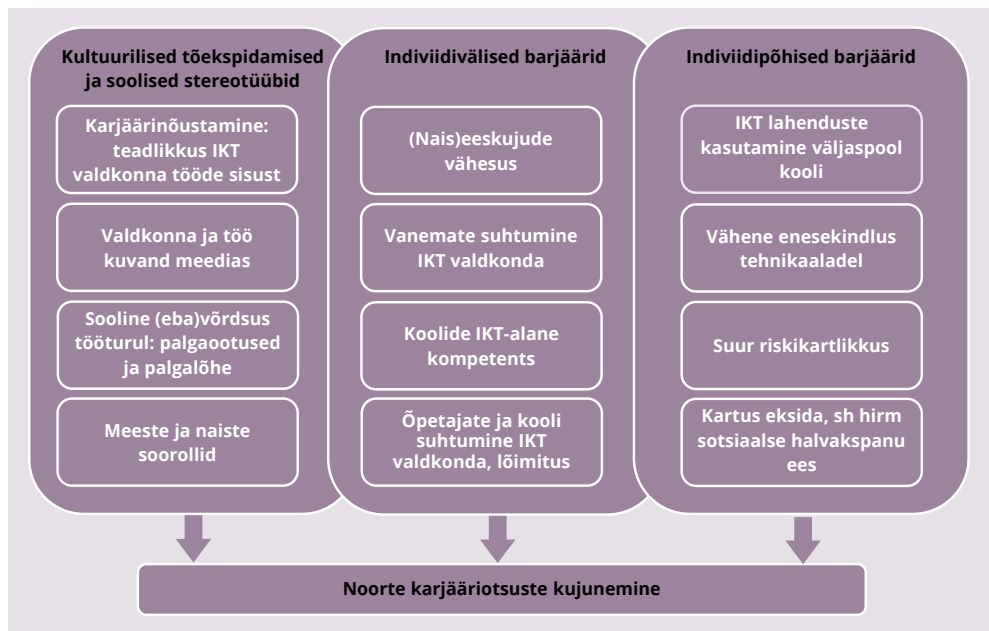 Kultuurilised tõekspidamised
ja soolised stereotüübid
Karjäärinõustamine:
teadlikkus IKT
valdkonna tööde sisust
Valdkonna ja töö
kuvand meedias
Sooline (eba)võrdsus
tööturul: palgaootused
ja palgalõhe
Meeste ja naiste
soorollid
Indiviidivälised barjäärid
(Nais)eeskujude
vähesus
Vanemate suhtumine
IKT valdkonda
Koolide IKT-alane
kompetents
Õpetajate ja kooli
suhtumine IKT
valdkonda, lõimitus
Indiviidipõhised barjäärid
IKT lahenduste
kasutamine väljaspool
kooli
Vähene enesekindlus
tehnikaaladel
Suur riskikartlikkus
Kartus eksida, sh hirm
sotsiaalse halvakspanu
ees
Noorte karjääriotsuste kujunemine